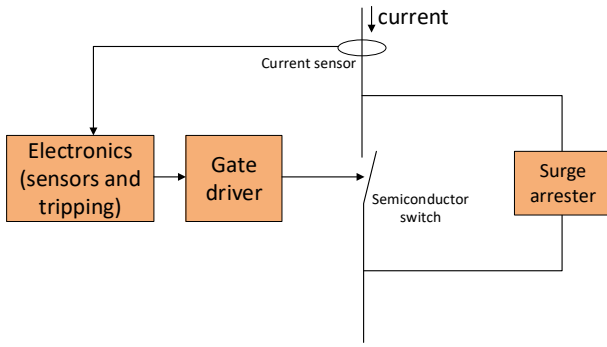 current
Current sensor
Electronics
(sensors and
tripping)
Gate
driver
Semiconductor
switch
Surge
arrester